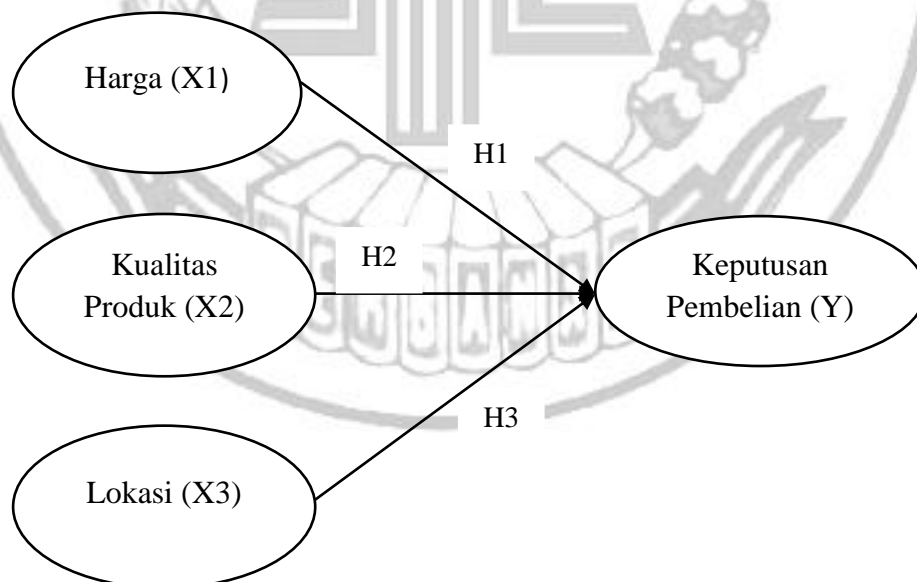 Harga (X1)
H1
Kualitas
Produk (X2)
H2
Keputusan
Pembelian (Y)
H3
Lokasi (X3)